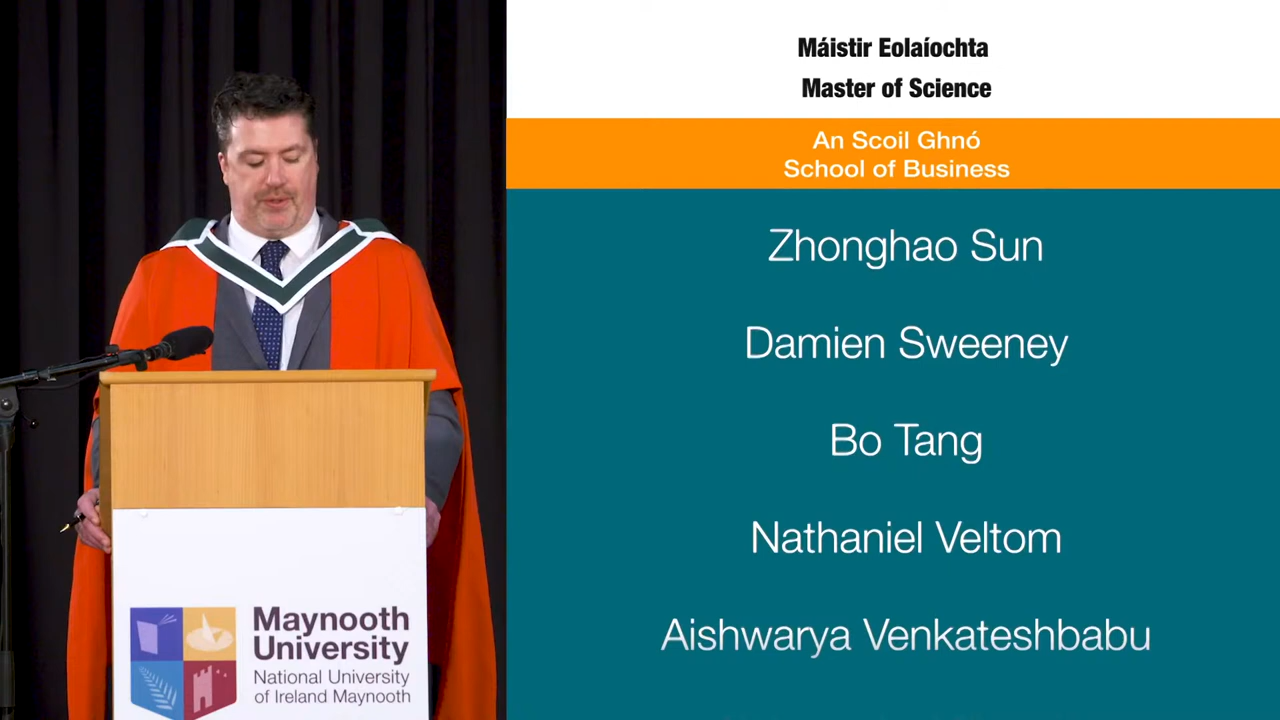 Máistir Eolaíochta
Master of Science
An Scoil Ghnó
School of Business
Zhonghao Sun
Damien Sweeney
Bo Tang
Nathaniel Veltom
Aishwarya Venkateshbabu
Maynooth
University
National University
of Ireland Maynooth